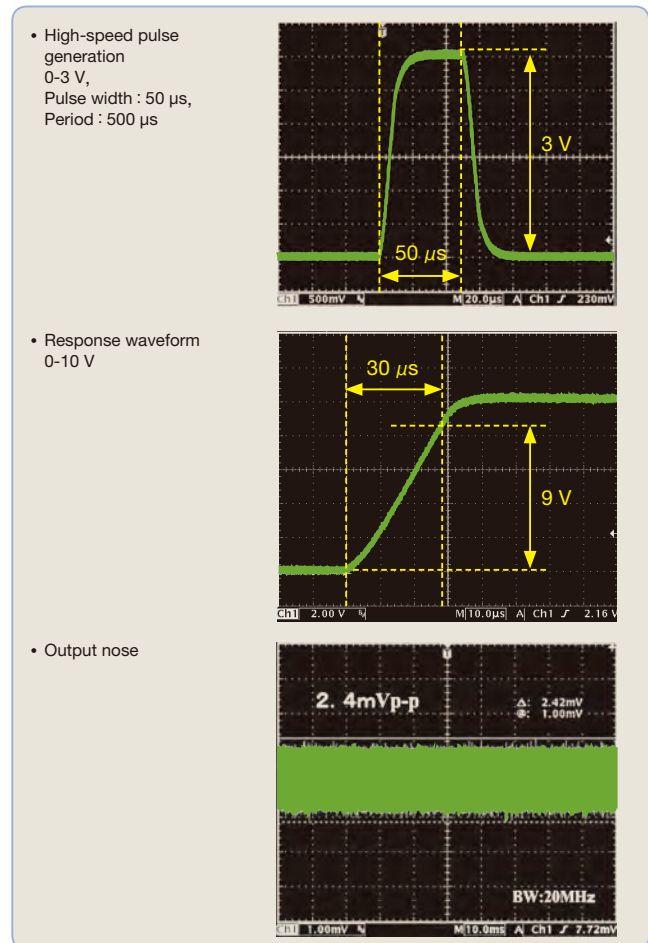 • High-speed pulse
generation
0-3 V,
Pulse width : 50 µs,
Period : 500 µs
3 V
50 µs
Ch1 500mV M 20.0µs A Ch1 230mV
• Response waveform
0-10 V
30 µs
9 V
Ch1 2.00 V M 10.0µs A Ch1 2.16 V
• Output nose
2. 4mVp-p
Δ: 2.42mV
@: 1.00mV
BW:20MHz
Ch1 1.00mV M 10.0ms A Ch1 7.72mV